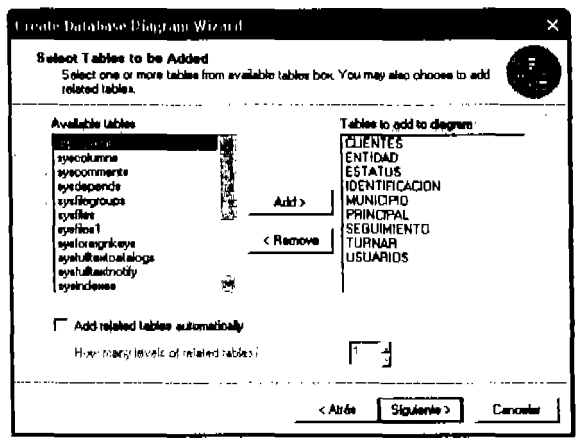 Create Database Diagram Wizard
Select Tables to be Added
Select one or more tables from available tables box. You may also choose to add
related tables.
Available tables
syscolumns
syscomments
sysdepends
sysfilegroups
sysfiles
sysfiles1
sysforeignkeys
sysfulltextcatalogs
sysfulltextnotify
sysindexes
Add >
< Remove
Tables to add to diagram:
CLIENTES
ENTIDAD
ESTATUS
IDENTIFICACION
MUNICIPIO
PRINCIPAL
SEGUIMIENTO
TURNAR
USUARIOS
Add related tables automatically
How many levels of related tables?
1
< Atrás
Siguiente >
Cancelar